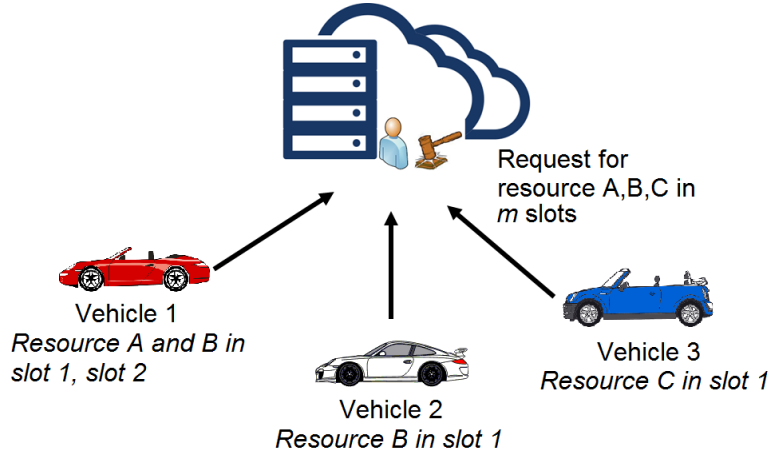 Request for
resource A,B,C in
m slots
Vehicle 1
Resource A and B in
slot 1, slot 2
Vehicle 2
Resource B in slot 1
Vehicle 3
Resource C in slot 1